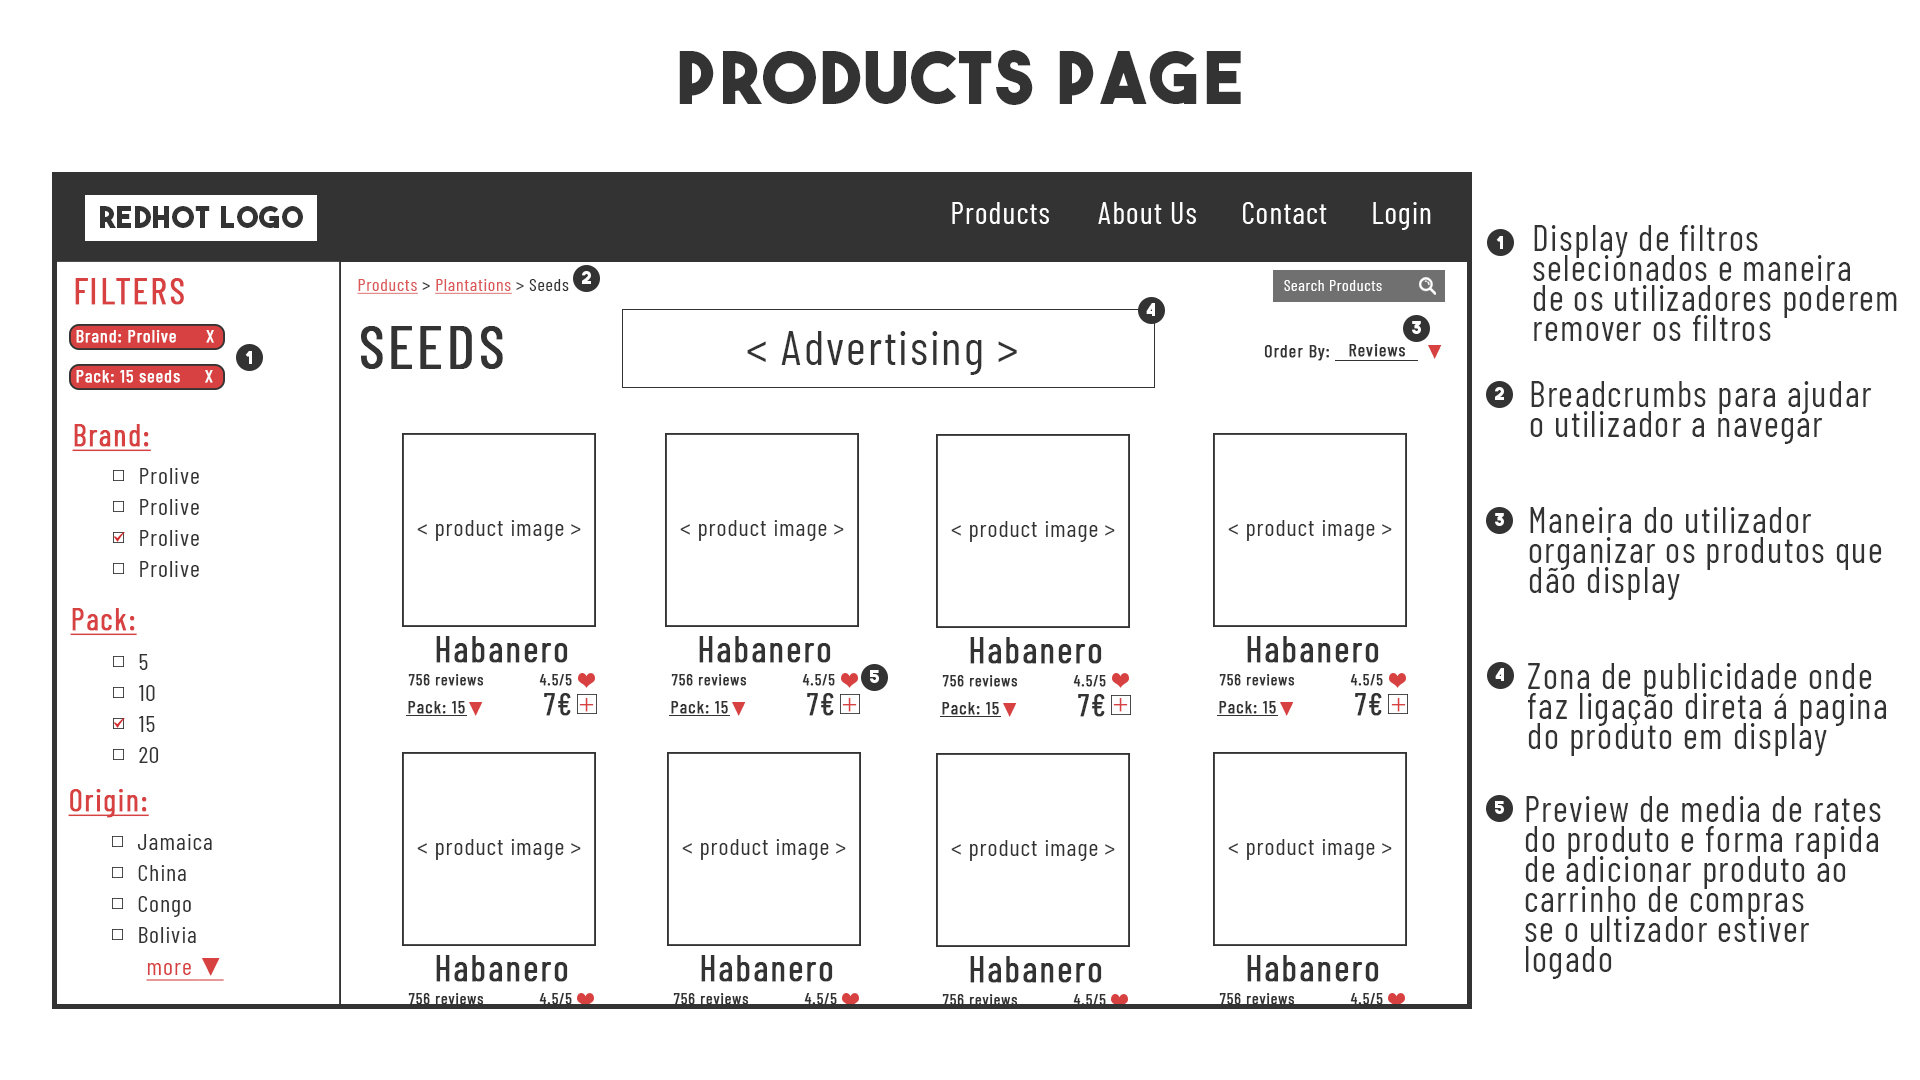 PRODUCTS PAGE
REDHOT LOGO
Products
About Us
Contact
Login
FILTERS
Brand: Prolive X
Pack: 15 seeds X
1
Brand:
Prolive
Prolive
Prolive
Prolive
Pack:
5
10
15
20
Origin:
Jamaica
China
Congo
Bolivia
more
Products > Plantations > Seeds
2
Search Products
SEEDS
< Advertising >
4
3
Order By: Reviews
< product image >
< product image >
< product image >
< product image >
Habanero
756 reviews 4.5/5
Pack: 15 7€
Habanero
756 reviews 4.5/5
5
Pack: 15 7€
Habanero
756 reviews 4.5/5
Pack: 15 7€
Habanero
756 reviews 4.5/5
Pack: 15 7€
< product image >
< product image >
< product image >
< product image >
Habanero
756 reviews 4.5/5
Habanero
756 reviews 4.5/5
Habanero
756 reviews 4.5/5
Habanero
756 reviews 4.5/5
1 Display de filtros
selecionados e maneira
de os utilizadores poderem
remover os filtros
2 Breadcrumbs para ajudar
o utilizador a navegar
3 Maneira do utilizador
organizar os produtos que
dão display
4 Zona de publicidade onde
faz ligação direta á pagina
do produto em display
5 Preview de media de rates
do produto e forma rapida
de adicionar produto ao
carrinho de compras
se o ultizador estiver
logado